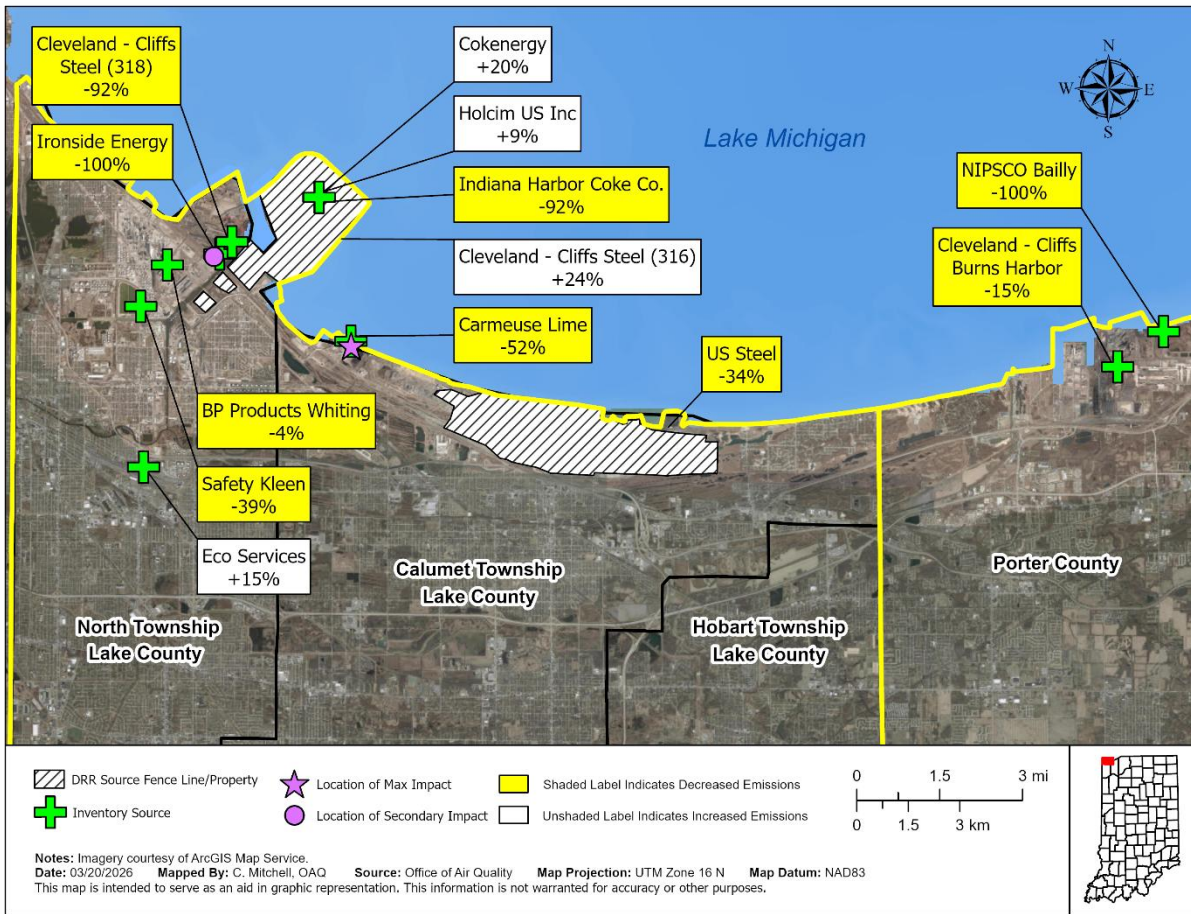 Cleveland - Cliffs
Steel (318)
-92%
Ironside Energy
-100%
Cokenergy
+20%
Holcim US Inc
+9%
Indiana Harbor Coke Co.
-92%
Cleveland - Cliffs Steel (316)
+24%
Carmeuse Lime
-52%
US Steel
-34%
Lake Michigan
N
W E
S
NIPSCO Bailly
-100%
Cleveland - Cliffs
Burns Harbor
-15%
BP Products Whiting
-4%
Safety Kleen
-39%
Eco Services
+15%
North Township
Lake County
Calumet Township
Lake County
Hobart Township
Lake County
Porter County
DRR Source Fence Line/Property
Inventory Source
Location of Max Impact
Location of Secondary Impact
Shaded Label Indicates Decreased Emissions
Unshaded Label Indicates Increased Emissions
0 1.5 3 mi
0 1.5 3 km
Notes: Imagery courtesy of ArcGIS Map Service.
Date: 03/20/2026 Mapped By: C. Mitchell, OAQ Source: Office of Air Quality Map Projection: UTM Zone 16 N Map Datum: NAD83
This map is intended to serve as an aid in graphic representation. This information is not warranted for accuracy or other purposes.